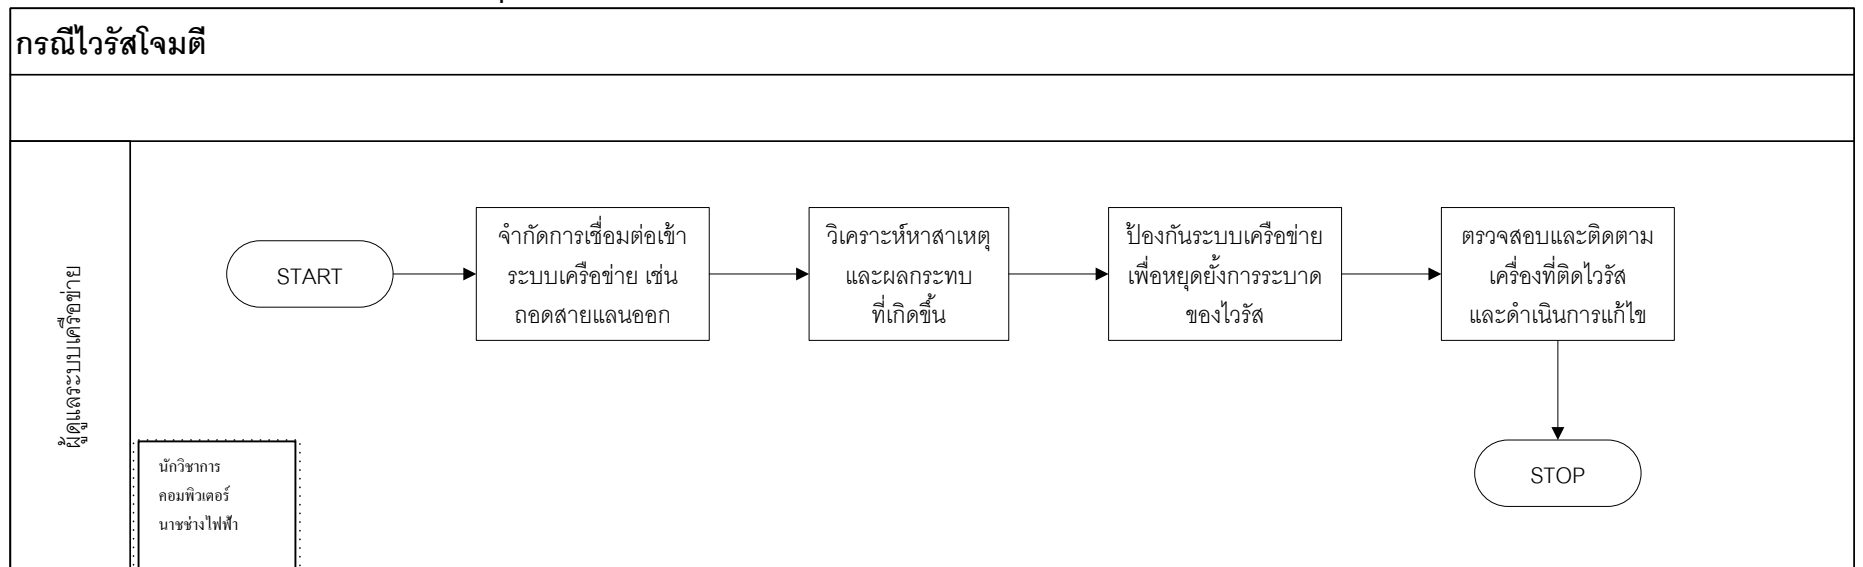 กรณีไวรัสโจมตี
ผู้ดูแลระบบเครือข่าย
START
จำกัดการเชื่อมต่อเข้า
ระบบเครือข่าย เช่น
ถอดสายแลนออก
วิเคราะห์หาสาเหตุ
และผลกระทบ
ที่เกิดขึ้น
ป้องกันระบบเครือข่าย
เพื่อหยุดยั้งการระบาด
ของไวรัส
ตรวจสอบและติดตาม
เครื่องที่ติดไวรัส
และดำเนินการแก้ไข
STOP
นักวิชาการ
คอมพิวเตอร์
นาชช่างไฟฟ้า